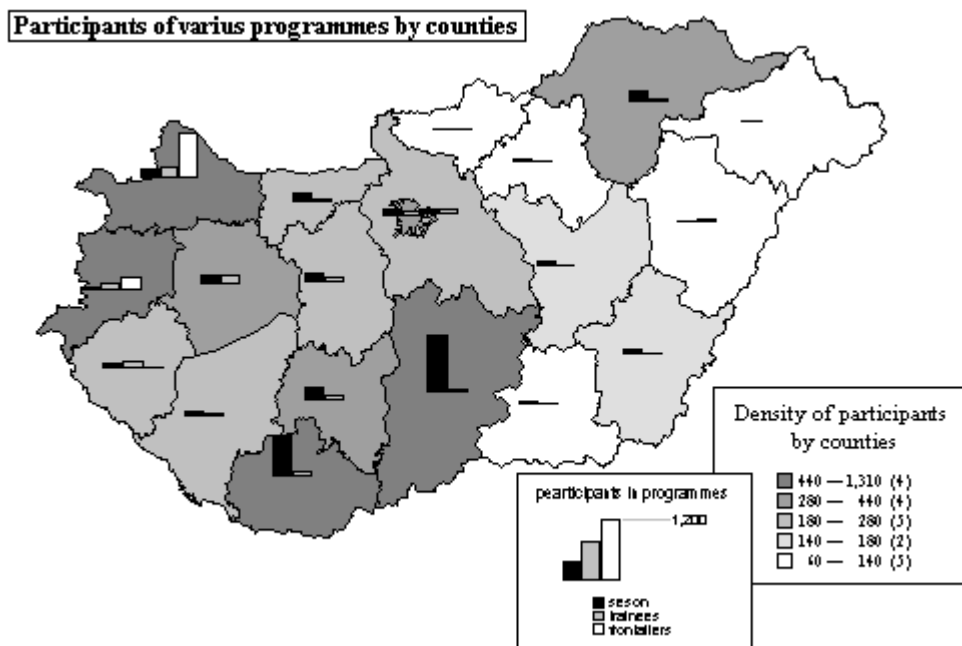 Participants of varius programmes by counties
Density of participants
by counties
440 — 1,310 (4)
280 — 440 (4)
180 — 280 (5)
140 — 180 (2)
60 — 140 (5)
pearticipants in programmes
1,200
seson
trainees
frontaliers